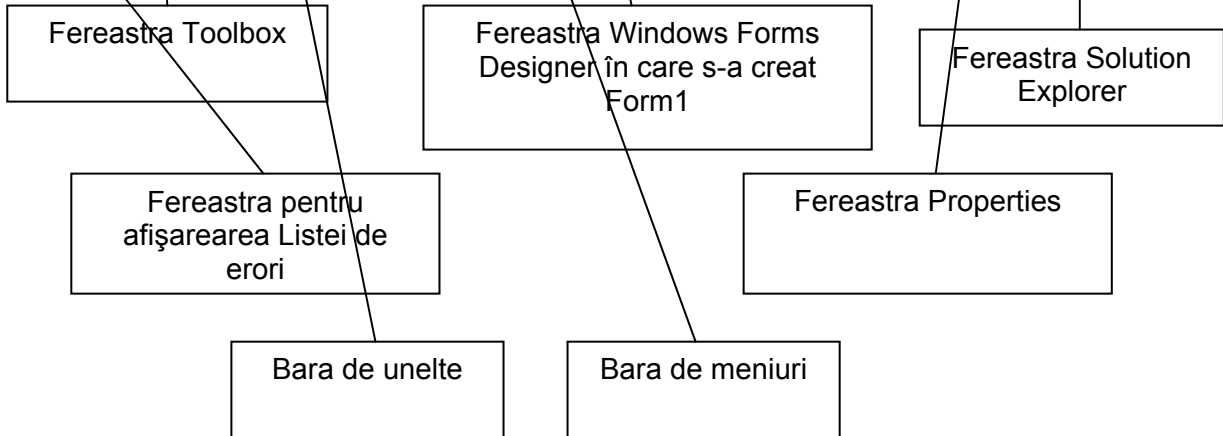 Fereastra Toolbox
Fereastra Windows Forms
Designer în care s-a creat
Form1
Fereastra Solution
Explorer
Fereastra pentru
afişarearea Listei de
erori
Fereastra Properties
Bara de unelte
Bara de meniuri